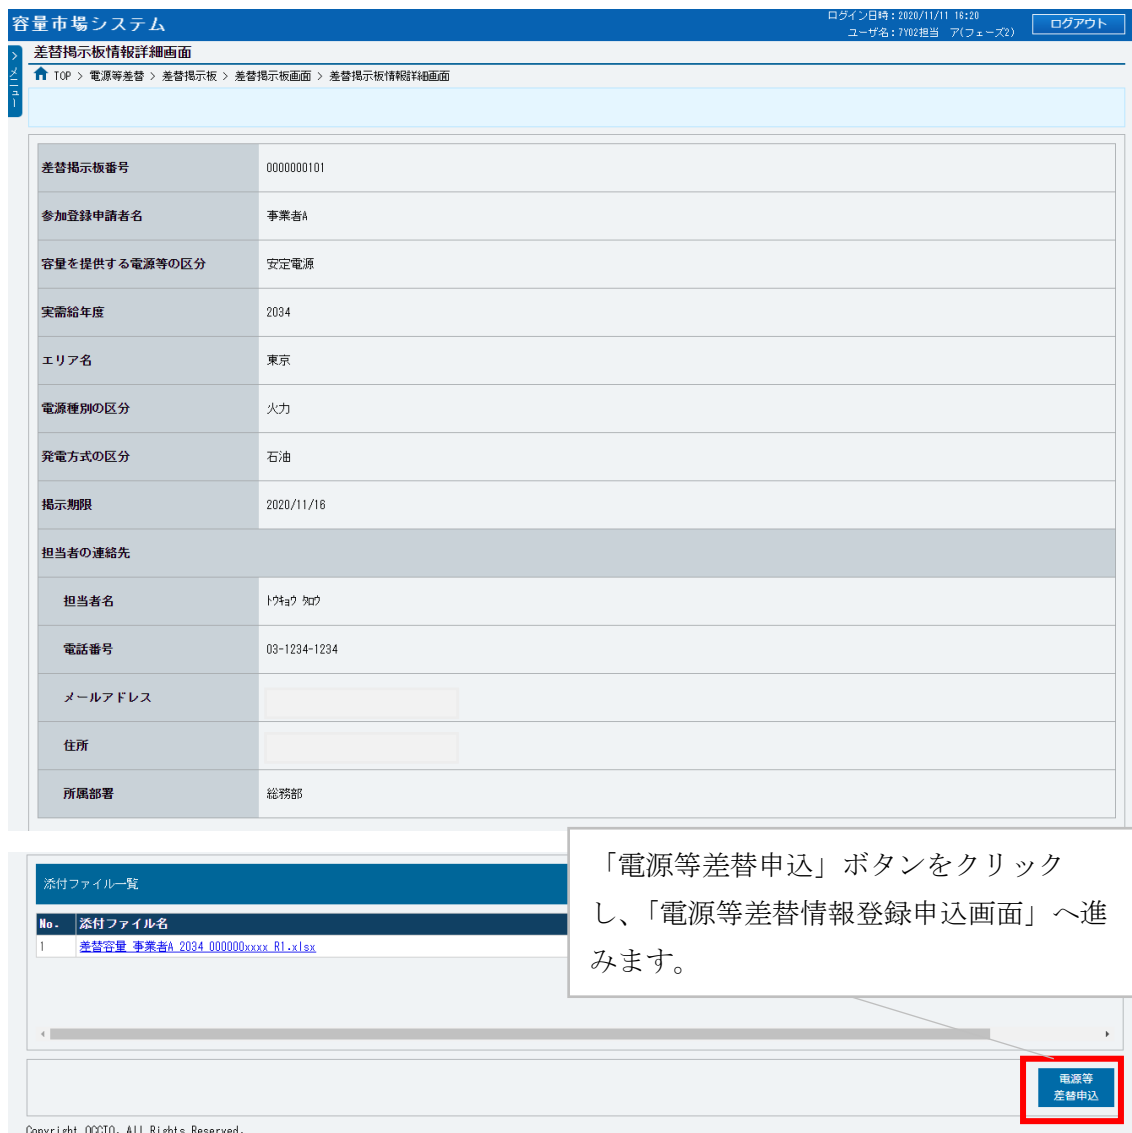 容量市場システム
ログイン日時：2020/11/11 16:20
ユーザ名：7Y02担当　ア(フェーズ2)
ログアウト
> メニュー
差替掲示板情報詳細画面
TOP > 電源等差替 > 差替掲示板 > 差替掲示板画面 > 差替掲示板情報詳細画面
差替掲示板番号 0000000101
参加登録申請者名 事業者A
容量を提供する電源等の区分 安定電源
実需給年度 2034
エリア名 東京
電源種別の区分 火力
発電方式の区分 石油
掲示期限 2020/11/16
担当者の連絡先
担当者名 ﾄｳｷｮｳ ﾀﾛｳ
電話番号 03-1234-1234
メールアドレス
住所
所属部署 総務部
「電源等差替申込」ボタンをクリック
し、「電源等差替情報登録申込画面」へ進
みます。
添付ファイル一覧
No. 添付ファイル名
1 差替容量_事業者A_2034_000000xxxx_R1.xlsx
電源等
差替申込
Copyright OCCTO. All Rights Reserved.